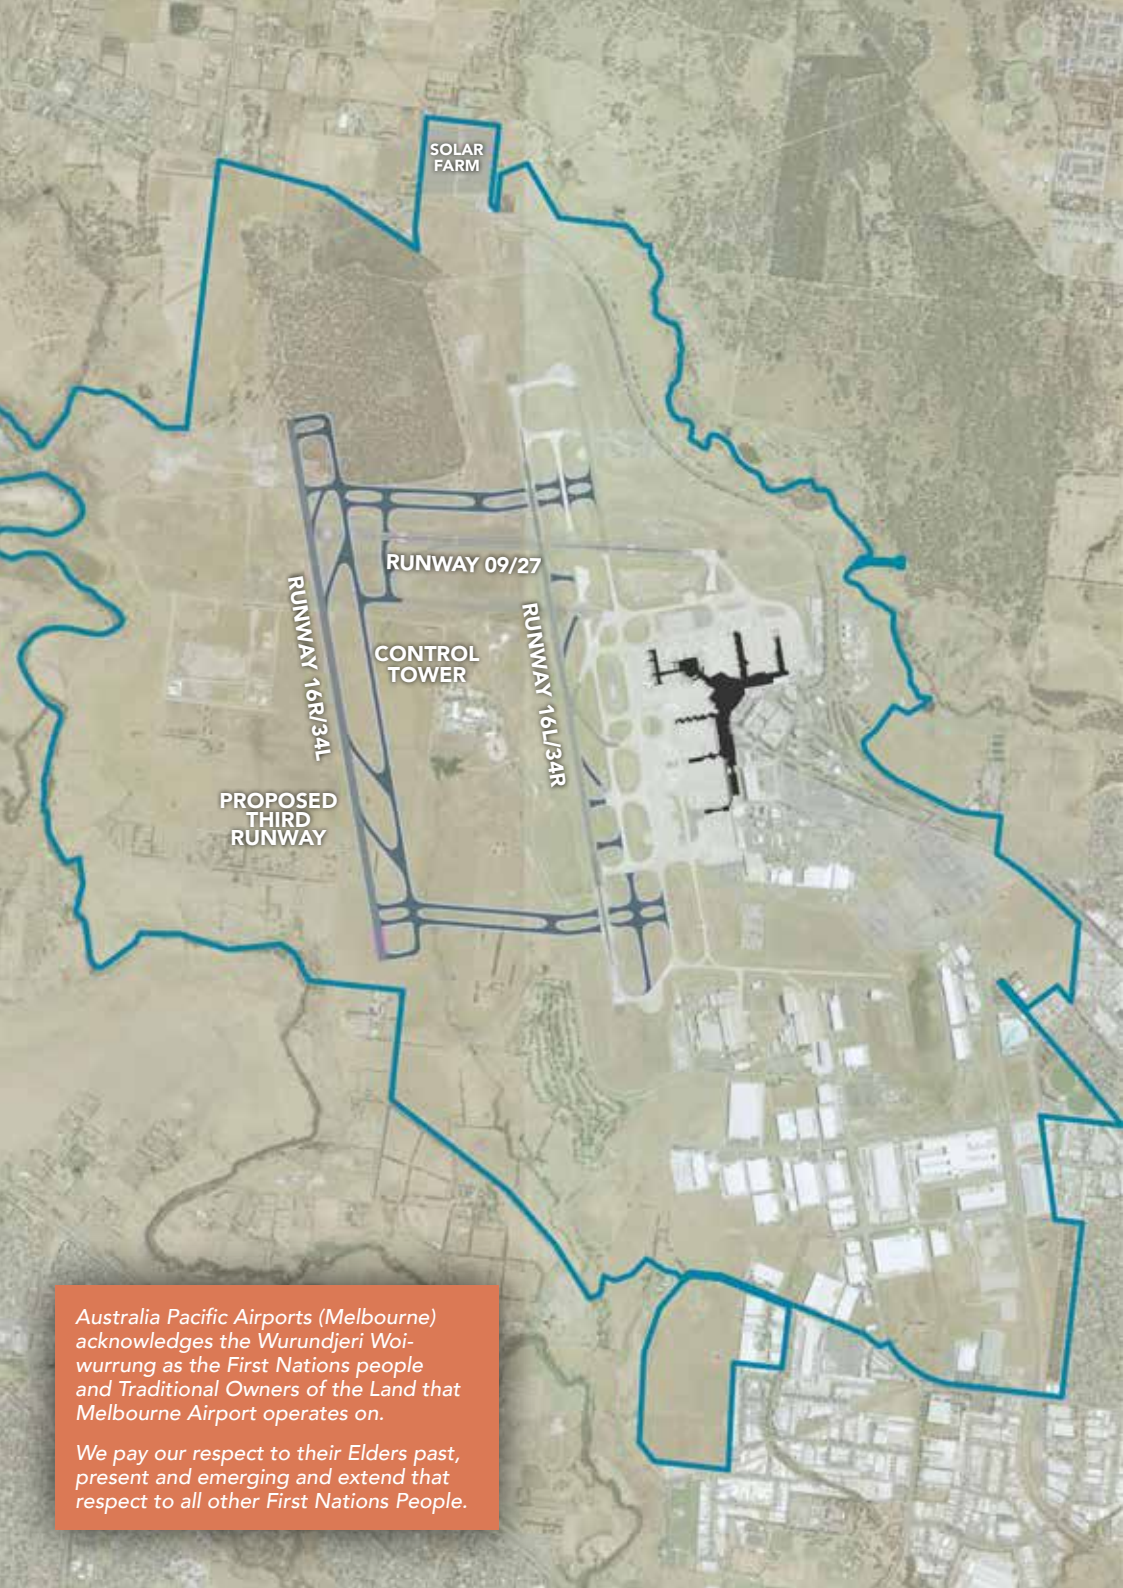 SOLAR
FARM
RUNWAY 09/27
RUNWAY 16R/34L
CONTROL
TOWER
RUNWAY 16L/34R
PROPOSED
THIRD
RUNWAY
Australia Pacific Airports (Melbourne)
acknowledges the Wurundjeri Woi-
wurrung as the First Nations people
and Traditional Owners of the Land that
Melbourne Airport operates on.
We pay our respect to their Elders past,
present and emerging and extend that
respect to all other First Nations People.